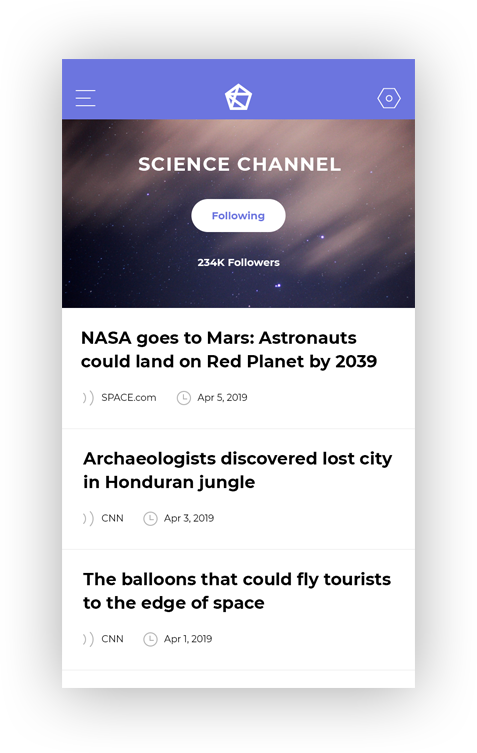 SCIENCE CHANNEL
Following
234K Followers
NASA goes to Mars: Astronauts
could land on Red Planet by 2039
SPACE.com Apr 5, 2019
Archaeologists discovered lost city
in Honduran jungle
CNN Apr 3, 2019
The balloons that could fly tourists
to the edge of space
CNN Apr 1, 2019